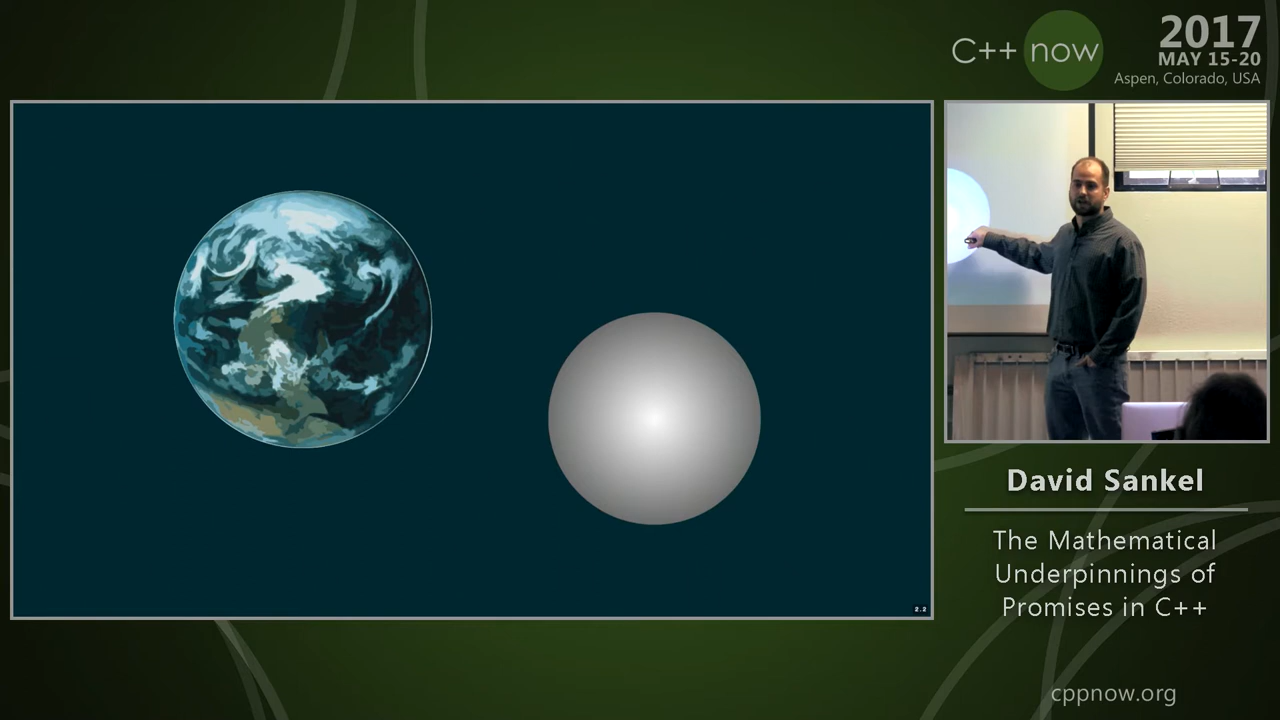 C++ now
2017
MAY 15-20
Aspen, Colorado, USA
2.2
David Sankel
The Mathematical
Underpinnings of
Promises in C++
cppnow.org